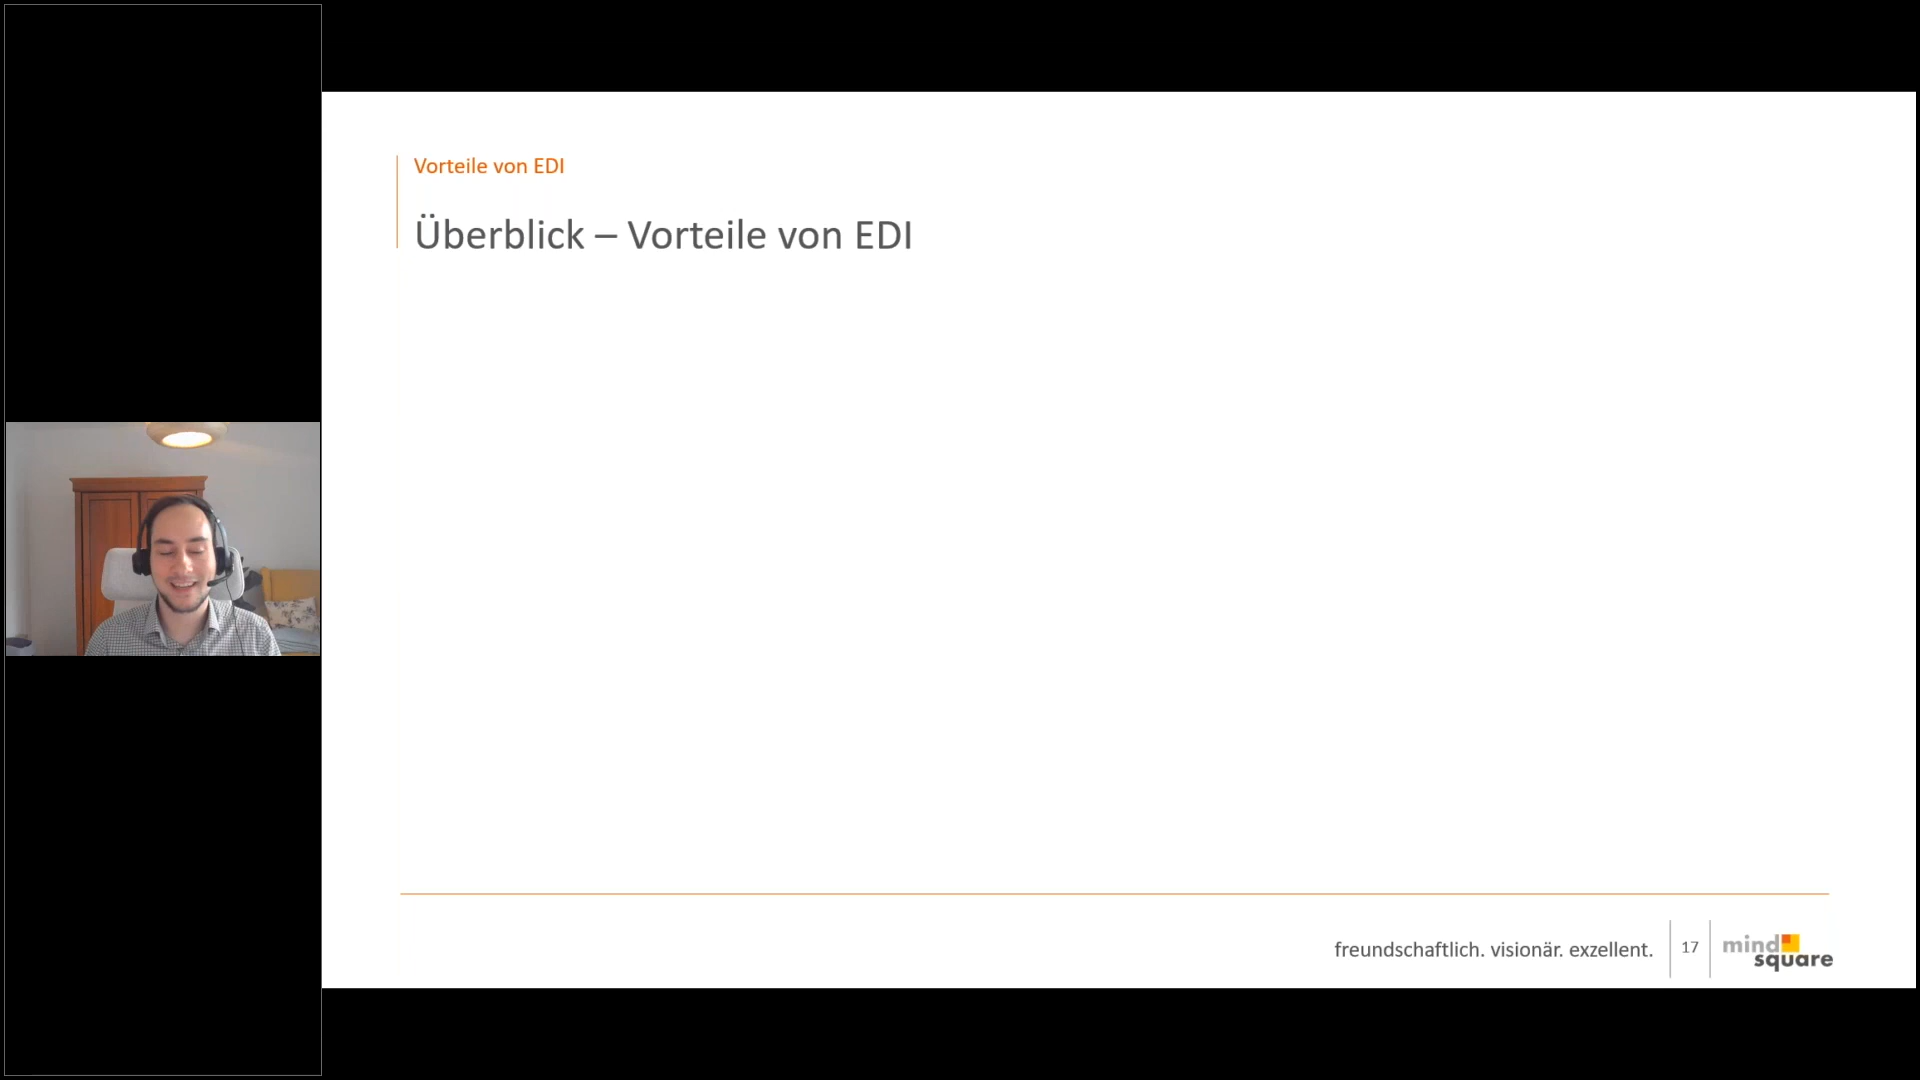 Vorteile von EDI
Überblick – Vorteile von EDI
freundschaftlich. visionär. exzellent.
17
mind
square